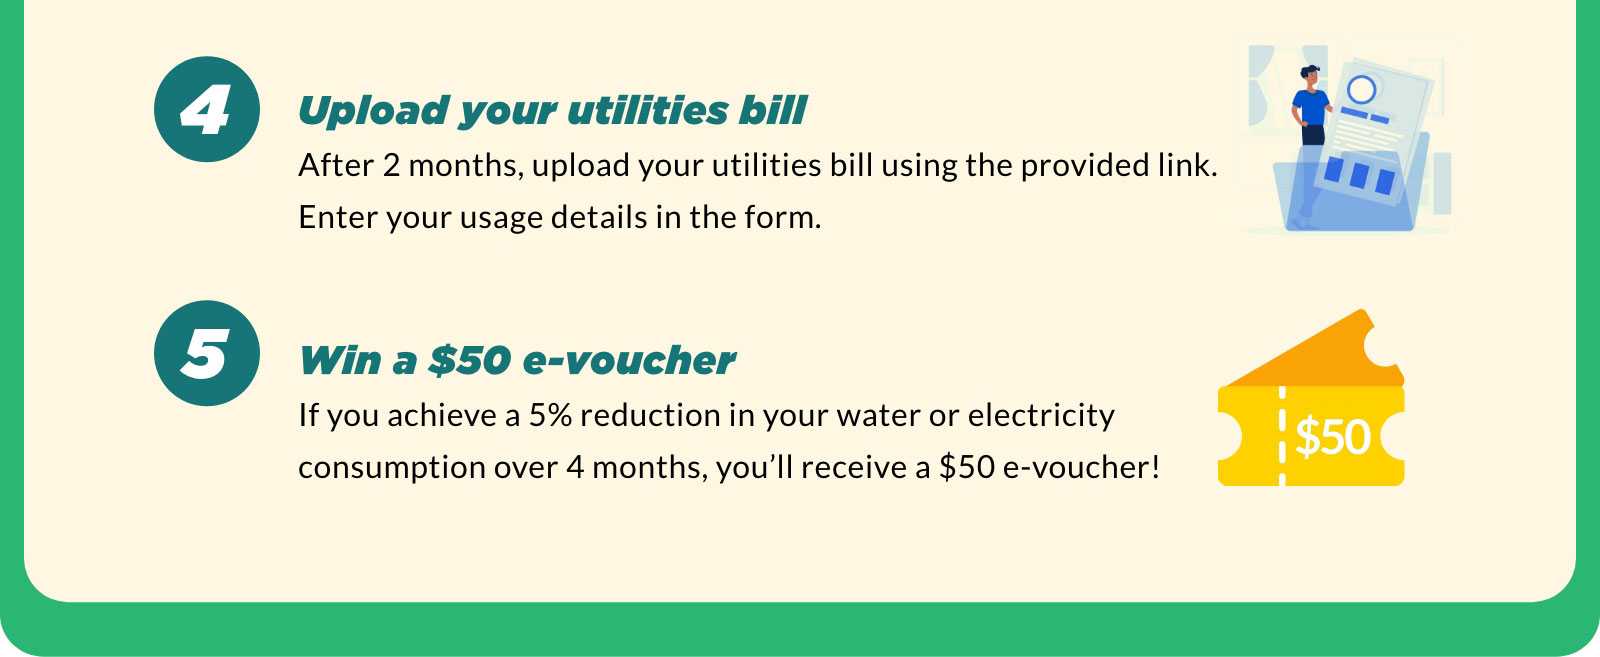 4
Upload your utilities bill
After 2 months, upload your utilities bill using the provided link.
Enter your usage details in the form.
5
Win a $50 e-voucher
If you achieve a 5% reduction in your water or electricity
consumption over 4 months, you’ll receive a $50 e-voucher!
$50